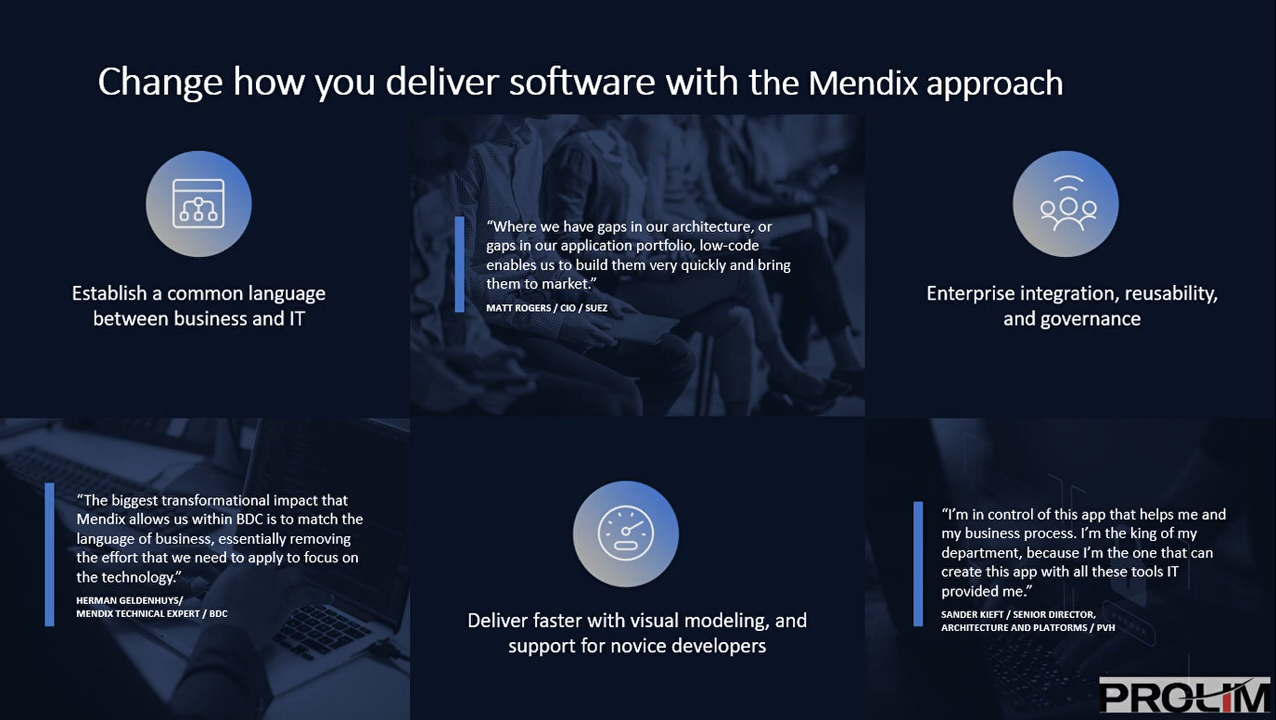 Change how you deliver software with the Mendix approach
Establish a common language
between business and IT
“Where we have gaps in our architecture, or
gaps in our application portfolio, low-code
enables us to build them very quickly and bring
them to market.”
MATT ROGERS / CIO / SUEZ
Enterprise integration, reusability,
and governance
“The biggest transformational impact that
Mendix allows us within BDC is to match the
language of business, essentially removing
the effort that we need to apply to focus on
the technology.”
HERMAN GELDENHUYS/
MENDIX TECHNICAL EXPERT / BDC
Deliver faster with visual modeling, and
support for novice developers
“I’m in control of this app that helps me and
my business process. I’m the king of my
department, because I’m the one that can
create this app with all these tools IT
provided me.”
SANDER KIEFT / SENIOR DIRECTOR,
ARCHITECTURE AND PLATFORMS / PVH
PROLIM